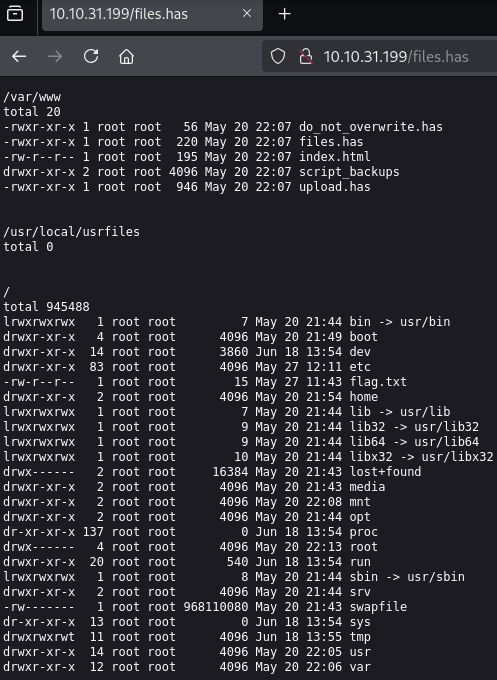 10.10.31.199/files.has
10.10.31.199/files.has
/var/www
total 20
-rwxr-xr-x 1 root root   56 May 20 22:07 do_not_overwrite.has
-rwxr-xr-x 1 root root  220 May 20 22:07 files.has
-rw-r--r-- 1 root root  195 May 20 22:07 index.html
drwxr-xr-x 2 root root 4096 May 20 22:07 script_backups
-rwxr-xr-x 1 root root  946 May 20 22:07 upload.has
/usr/local/usrfiles
total 0
/
total 945488
lrwxrwxrwx   1 root root         7 May 20 21:44 bin -> usr/bin
drwxr-xr-x   4 root root      4096 May 20 21:49 boot
drwxr-xr-x  14 root root      3860 Jun 18 13:54 dev
drwxr-xr-x  83 root root      4096 May 27 12:11 etc
-rw-r--r--   1 root root        15 May 27 11:43 flag.txt
drwxr-xr-x   2 root root      4096 May 20 21:54 home
lrwxrwxrwx   1 root root         7 May 20 21:44 lib -> usr/lib
lrwxrwxrwx   1 root root         9 May 20 21:44 lib32 -> usr/lib32
lrwxrwxrwx   1 root root         9 May 20 21:44 lib64 -> usr/lib64
lrwxrwxrwx   1 root root        10 May 20 21:44 libx32 -> usr/libx32
drwx------   2 root root     16384 May 20 21:43 lost+found
drwxr-xr-x   2 root root      4096 May 20 21:43 media
drwxr-xr-x   2 root root      4096 May 20 22:08 mnt
drwxr-xr-x   2 root root      4096 May 20 21:44 opt
dr-xr-xr-x 137 root root         0 Jun 18 13:54 proc
drwx------   4 root root      4096 May 20 22:13 root
drwxr-xr-x  20 root root       540 Jun 18 13:54 run
lrwxrwxrwx   1 root root         8 May 20 21:44 sbin -> usr/sbin
drwxr-xr-x   2 root root      4096 May 20 21:44 srv
-rw-------   1 root root 968110080 May 20 21:43 swapfile
dr-xr-xr-x  13 root root         0 Jun 18 13:54 sys
drwxrwxrwt  11 root root      4096 Jun 18 13:55 tmp
drwxr-xr-x  14 root root      4096 May 20 22:05 usr
drwxr-xr-x  12 root root      4096 May 20 22:06 var